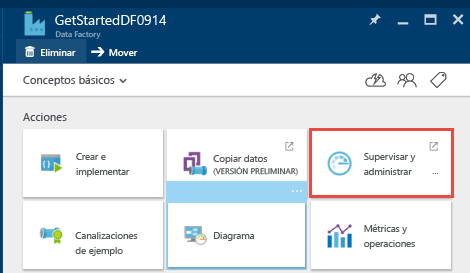 GetStartedDF0914
Data Factory
Eliminar
Mover
Conceptos básicos
Acciones
Crear e
implementar
Copiar datos
(VERSIÓN PRELIMINAR)
Supervisar y
administrar ...
...
Canalizaciones
de ejemplo
Diagrama
Métricas y
operaciones